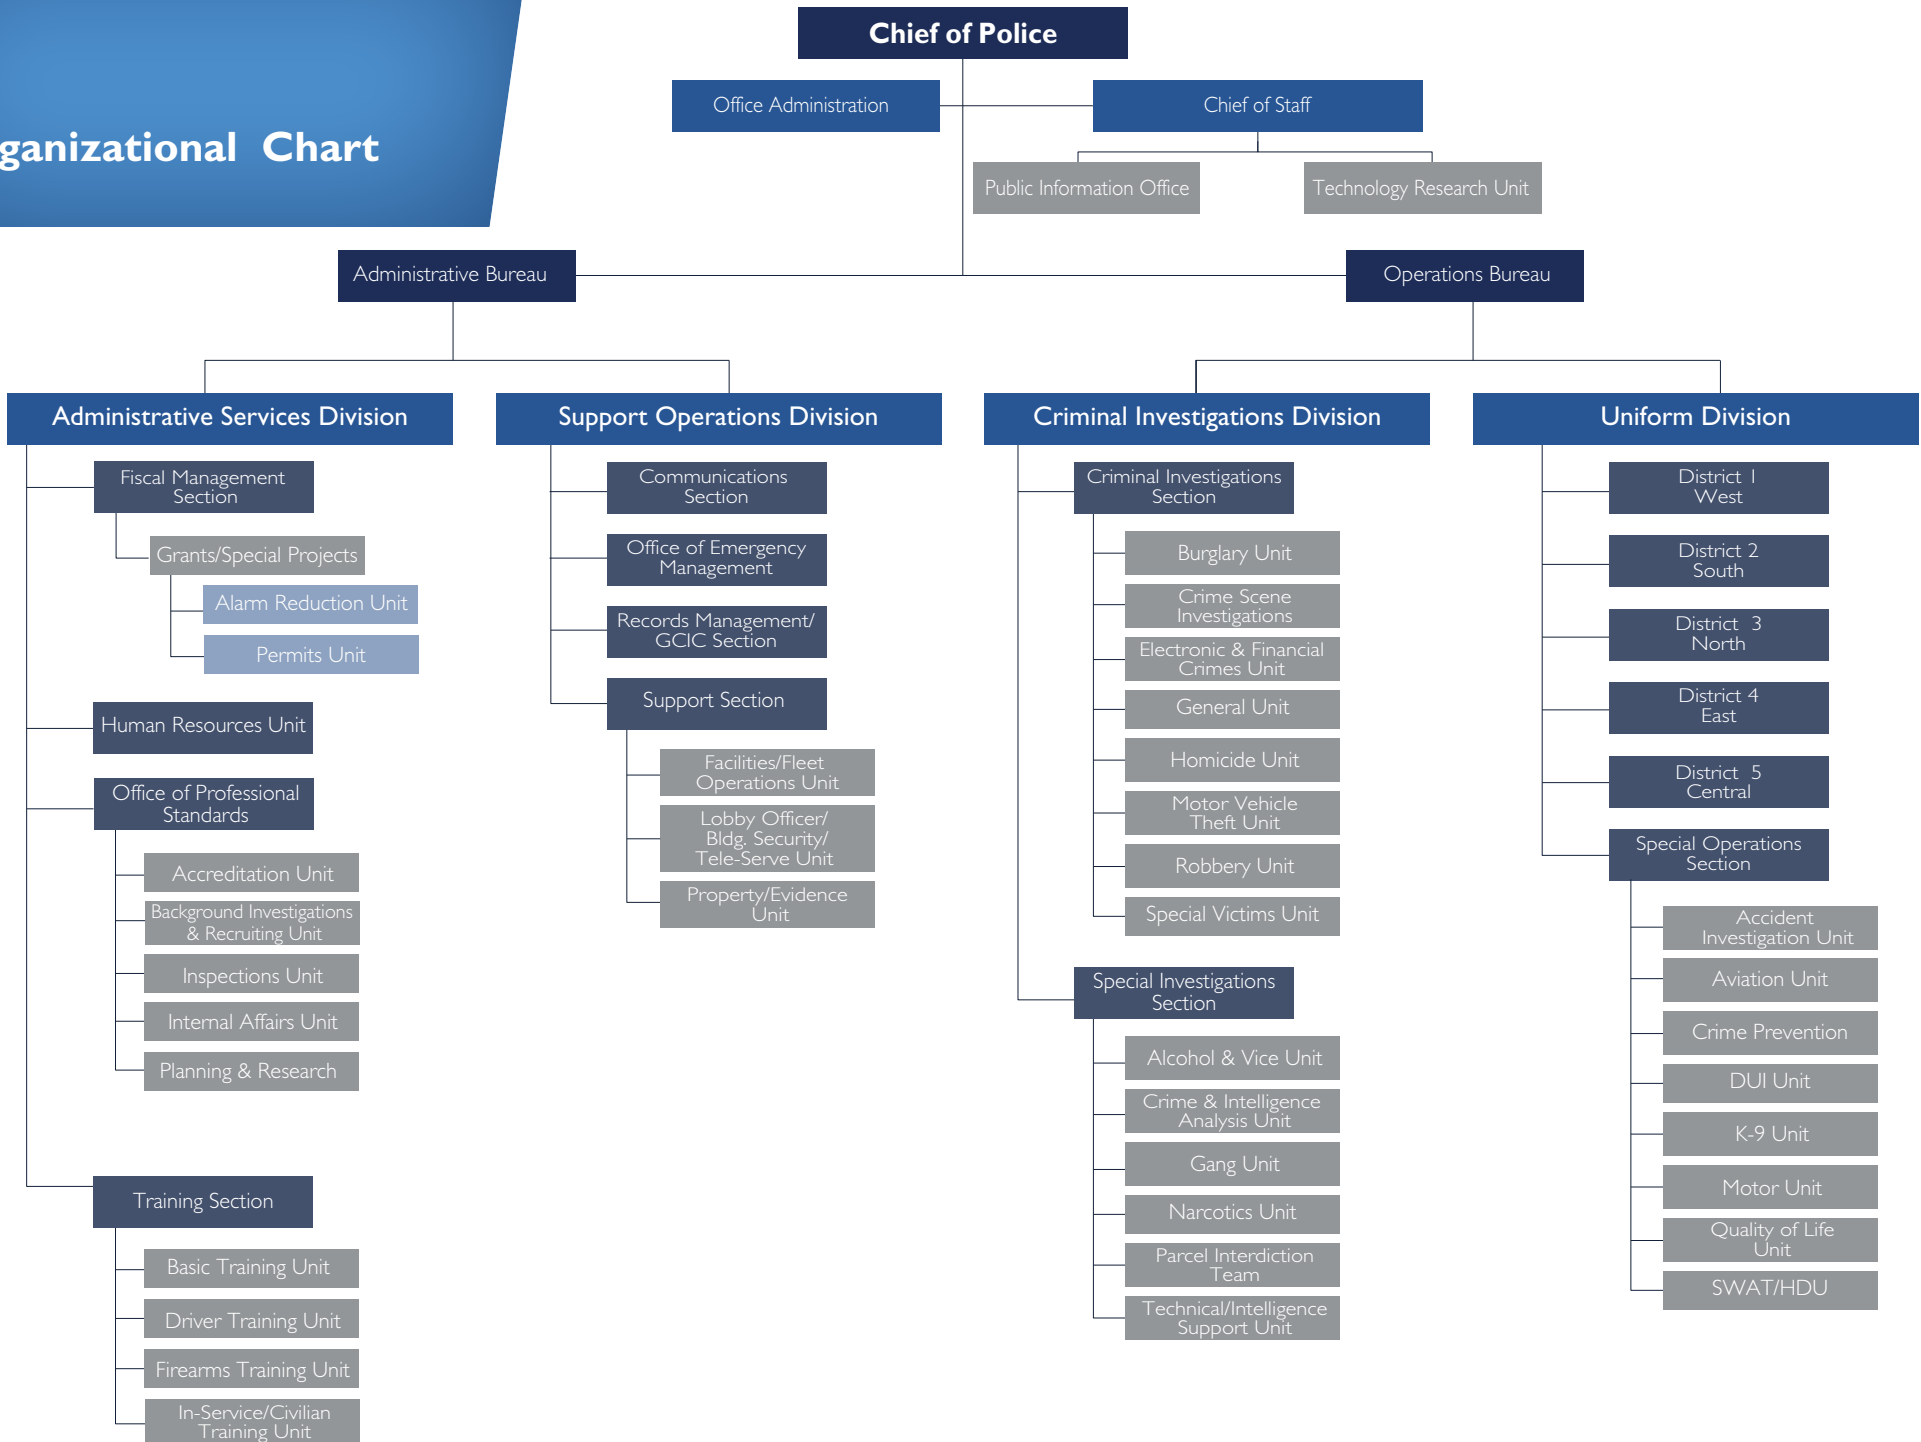 Chief of Police
Office Administration
Chief of Staff
ganizational Chart
Public Information Office
Technology Research Unit
Administrative Bureau
Operations Bureau
Administrative Services Division
Fiscal Management
Section
Grants/Special Projects
Alarm Reduction Unit
Permits Unit
Human Resources Unit
Office of Professional
Standards
Accreditation Unit
Background Investigations
& Recruiting Unit
Inspections Unit
Internal Affairs Unit
Planning & Research
Training Section
Basic Training Unit
Driver Training Unit
Firearms Training Unit
In-Service/Civilian
Training Unit
Support Operations Division
Communications
Section
Office of Emergency
Management
Records Management/
GCIC Section
Support Section
Facilities/Fleet
Operations Unit
Lobby Officer/
Bldg. Security/
Tele-Serve Unit
Property/Evidence
Unit
Criminal Investigations Division
Criminal Investigations
Section
Burglary Unit
Crime Scene
Investigations
Electronic & Financial
Crimes Unit
General Unit
Homicide Unit
Motor Vehicle
Theft Unit
Robbery Unit
Special Victims Unit
Special Investigations
Section
Alcohol & Vice Unit
Crime & Intelligence
Analysis Unit
Gang Unit
Narcotics Unit
Parcel Interdiction
Team
Technical/Intelligence
Support Unit
Uniform Division
District 1
West
District 2
South
District 3
North
District 4
East
District 5
Central
Special Operations
Section
Accident
Investigation Unit
Aviation Unit
Crime Prevention
DUI Unit
K-9 Unit
Motor Unit
Quality of Life
Unit
SWAT/HDU